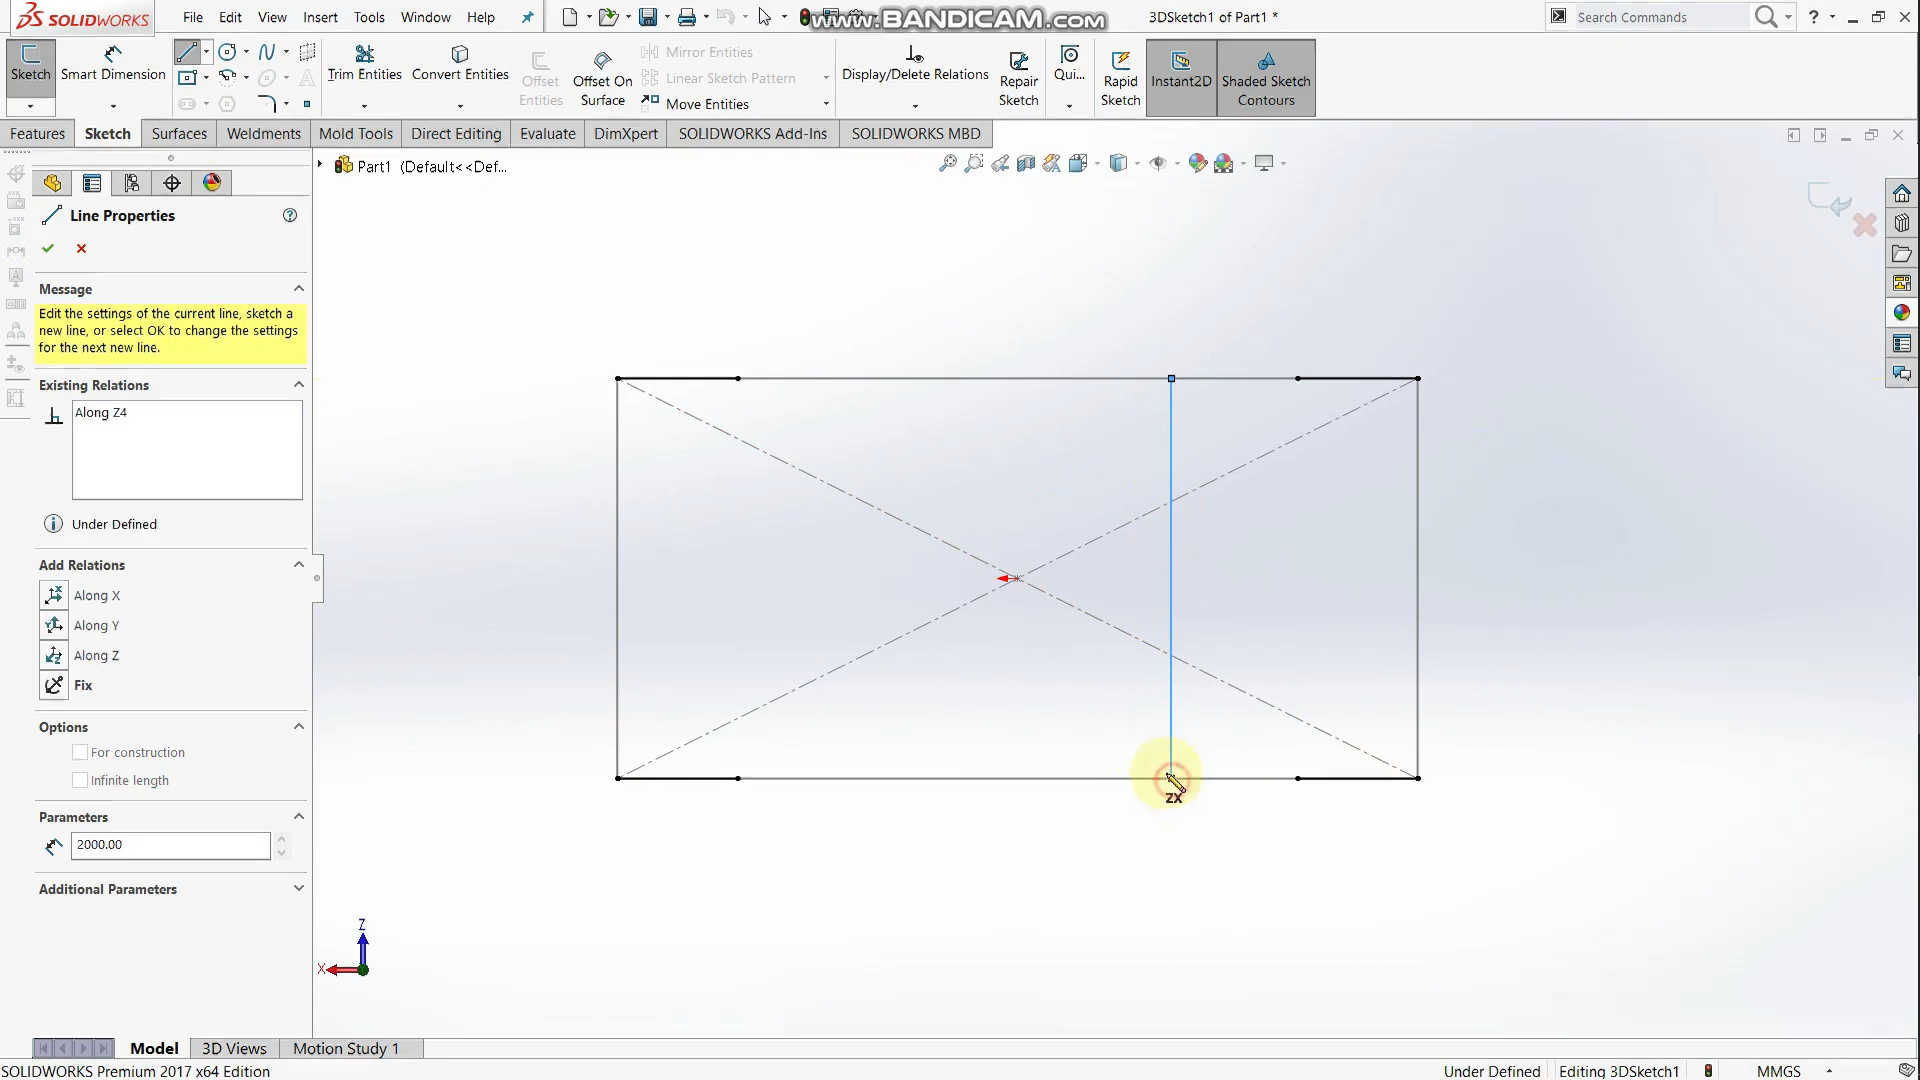 SOLIDWORKS
File Edit View Insert Tools Window Help
www.BANDICAM.com
3DSketch1 of Part1 *
Search Commands
?
Sketch
Smart Dimension
Trim Entities
Convert Entities
Offset Entities
Offset On Surface
Mirror Entities
Linear Sketch Pattern
Move Entities
Display/Delete Relations
Repair Sketch
Qui...
Rapid Sketch
Instant2D
Shaded Sketch Contours
Features Sketch Surfaces Weldments Mold Tools Direct Editing Evaluate DimXpert SOLIDWORKS Add-Ins SOLIDWORKS MBD
Part1 (Default<<Def...
Line Properties
?
Message
Edit the settings of the current line, sketch a
new line, or select OK to change the settings
for the next new line.
Existing Relations
Along Z4
Under Defined
Add Relations
Along X
Along Y
Along Z
Fix
Options
For construction
Infinite length
Parameters
2000.00
Additional Parameters
ZX
Z
X
Model 3D Views Motion Study 1
SOLIDWORKS Premium 2017 x64 Edition
Under Defined Editing 3DSketch1 MMGS